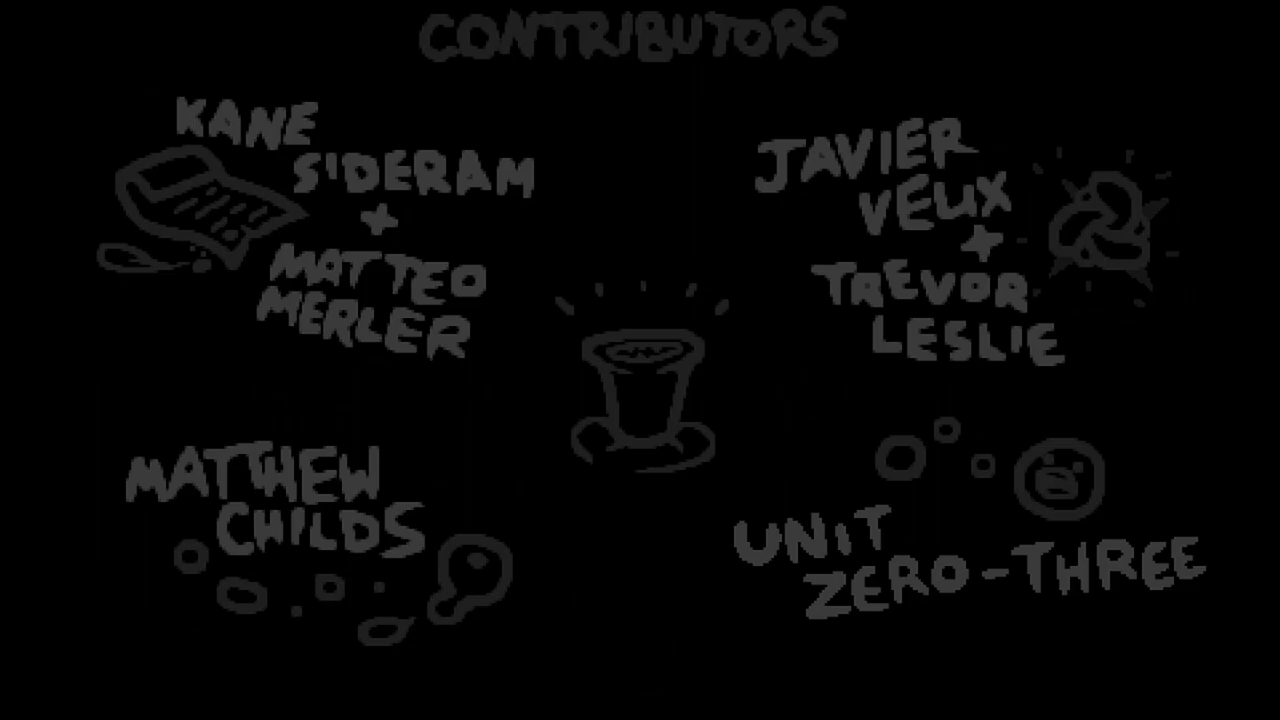 CONTRIBUTORS
KANE
SIDERAM
+
MATTEO
MERLER
JAVIER
VEUX
+
TREVOR
LESLIE
MATTHEW
CHILDS
UNIT
ZERO-THREE